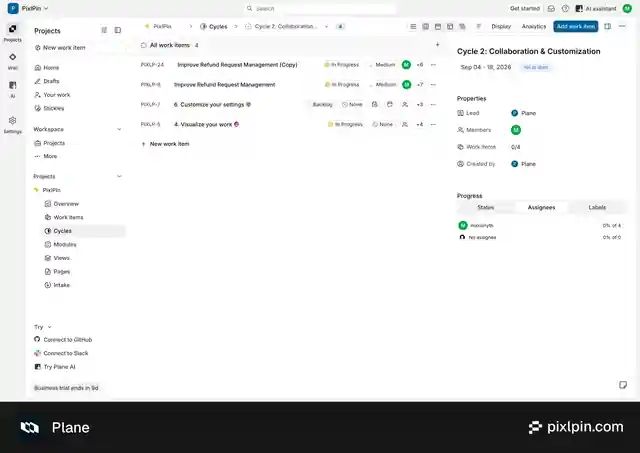 PixlPin
Search
Get started
AI assistant
M
Projects
Wiki
AI
Settings
Projects
New work item
Home
Drafts
Your work
Stickies
Workspace
Projects
More
Projects
PixlPin
Overview
Work items
Cycles
Modules
Views
Pages
Intake
Try
Connect to GitHub
Connect to Slack
Try Plane AI
Business trial ends in 9d
PixlPin
Cycles
Cycle 2: Collaboration...
4
Display
Analytics
Add work item
All work items 4
PIXLP-24 Improve Refund Request Management (Copy) In Progress Medium M +6
Improve Refund Request Management In Progress Medium M +7
6. Customize your settings Backlog None +3
4. Visualize your work In Progress None +4
New work item
Cycle 2: Collaboration & Customization
Sep 04 - 18, 2026
Properties
Lead Plane
Members M
Work items 0/4
Created by Plane
Progress
States Assignees Labels
0% of 4
No assignee 0% of 0
Plane
pixlpin.com